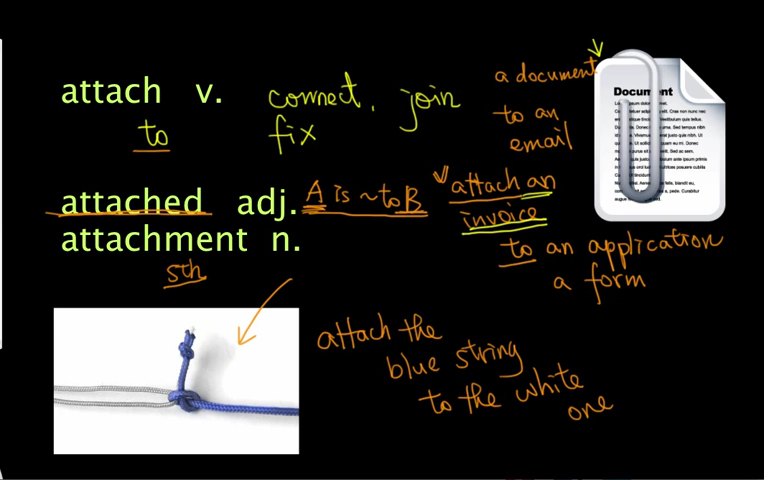 attach v.
to
connect, join
fix
a document
to an
email
Document
attached adj.
A is ~ to B
attachment n.
sth
attach an
invoice
to an application
a form
attach the
blue string
to the white
one